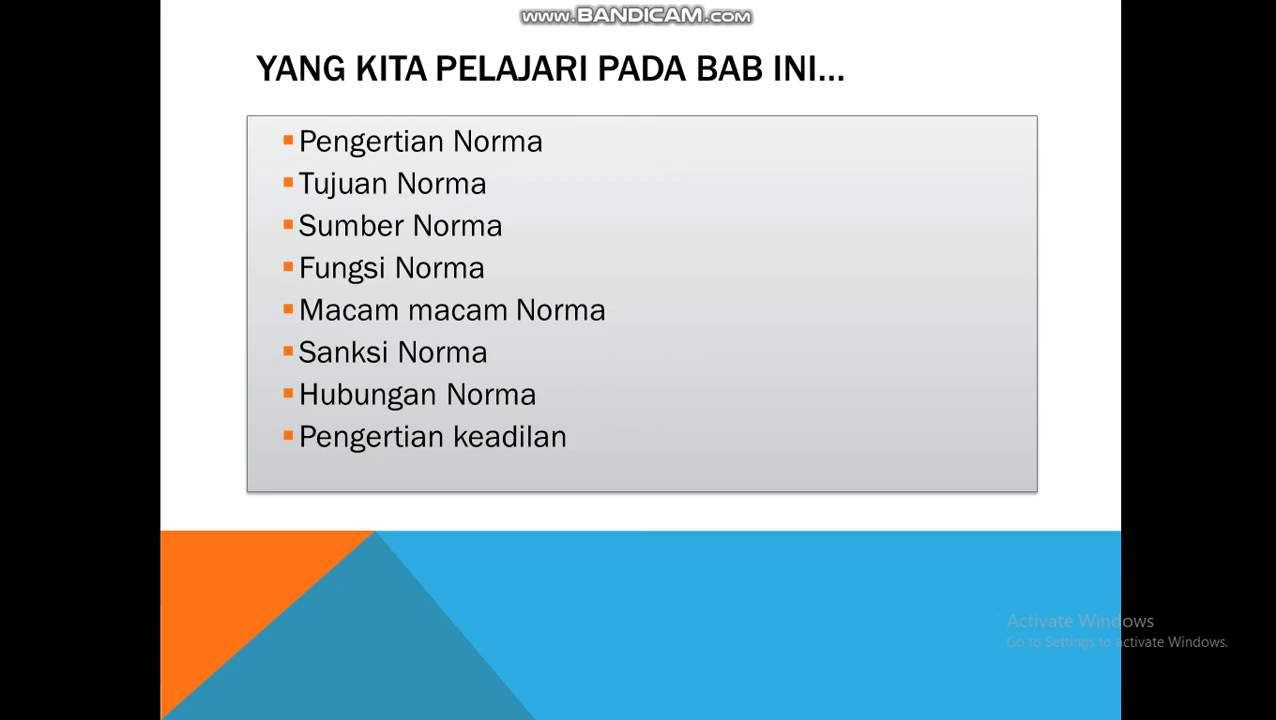 www.BANDICAM.com
YANG KITA PELAJARI PADA BAB INI...
Pengertian Norma
Tujuan Norma
Sumber Norma
Fungsi Norma
Macam macam Norma
Sanksi Norma
Hubungan Norma
Pengertian keadilan
Activate Windows
Go to Settings to activate Windows.